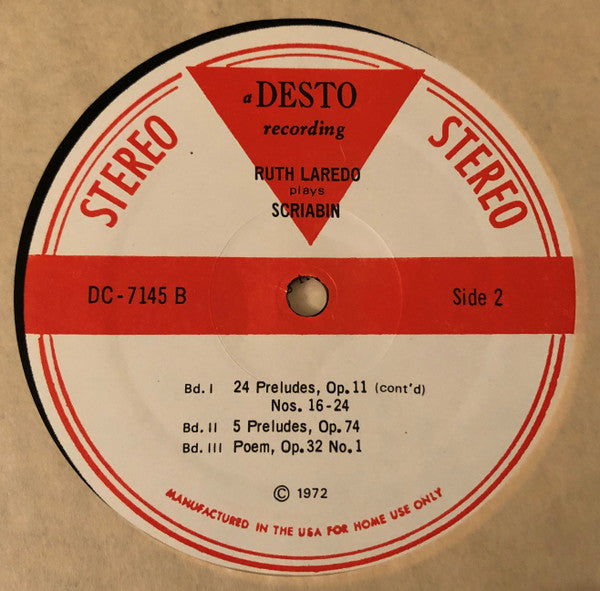 a DESTO
recording
RUTH LAREDO
plays
SCRIABIN
STEREO
STEREO
DC-7145 B
Side 2
Bd. I 24 Preludes, Op.11 (cont'd)
Nos. 16-24
Bd. II 5 Preludes, Op.74
Bd. III Poem, Op.32 No.1
© 1972
MANUFACTURED IN THE USA FOR HOME USE ONLY